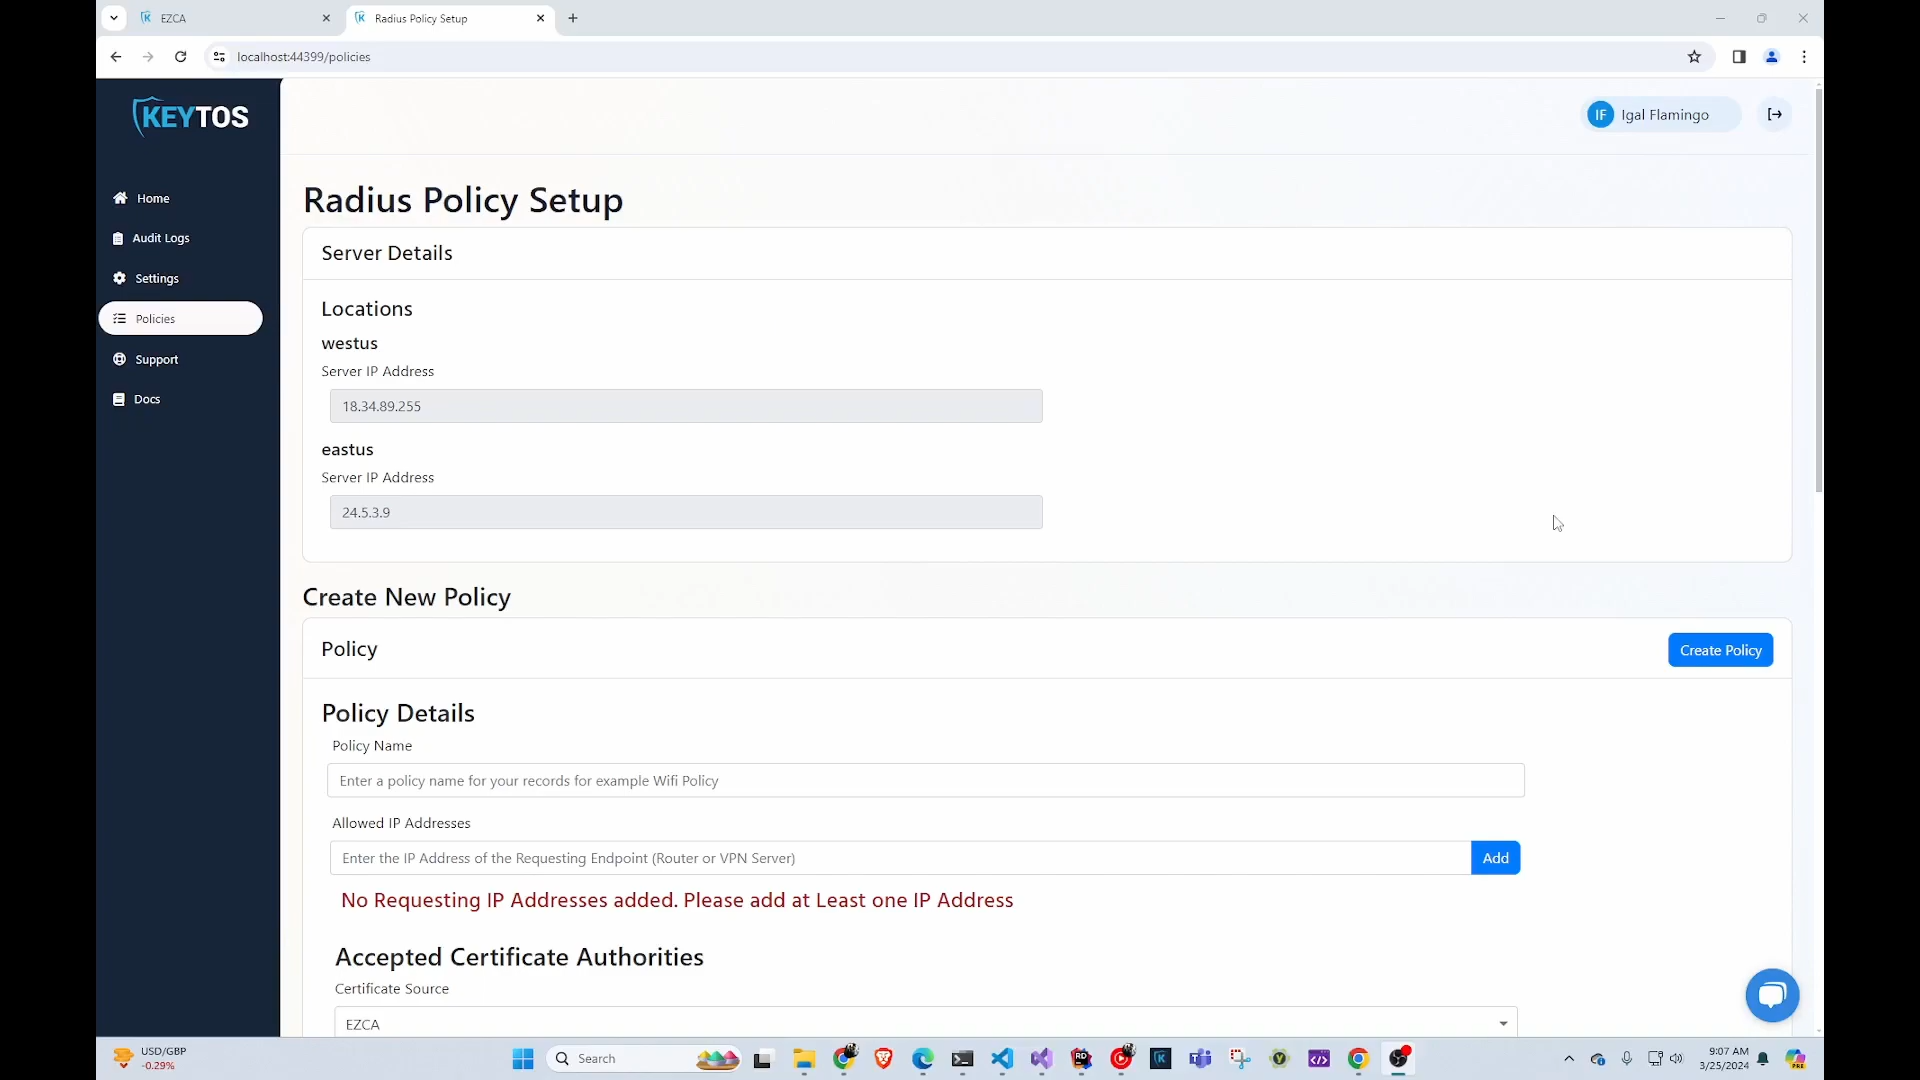 EZCA
Radius Policy Setup
localhost:44399/policies
KEYTOS
IF Igal Flamingo
Home
Audit Logs
Settings
Policies
Support
Docs
Radius Policy Setup
Server Details
Locations
westus
Server IP Address
18.34.89.255
eastus
Server IP Address
24.5.3.9
Create New Policy
Policy
Create Policy
Policy Details
Policy Name
Enter a policy name for your records for example Wifi Policy
Allowed IP Addresses
Enter the IP Address of the Requesting Endpoint (Router or VPN Server)
Add
No Requesting IP Addresses added. Please add at Least one IP Address
Accepted Certificate Authorities
Certificate Source
EZCA
USD/GBP
-0.29%
Search
9:07 AM
3/25/2024